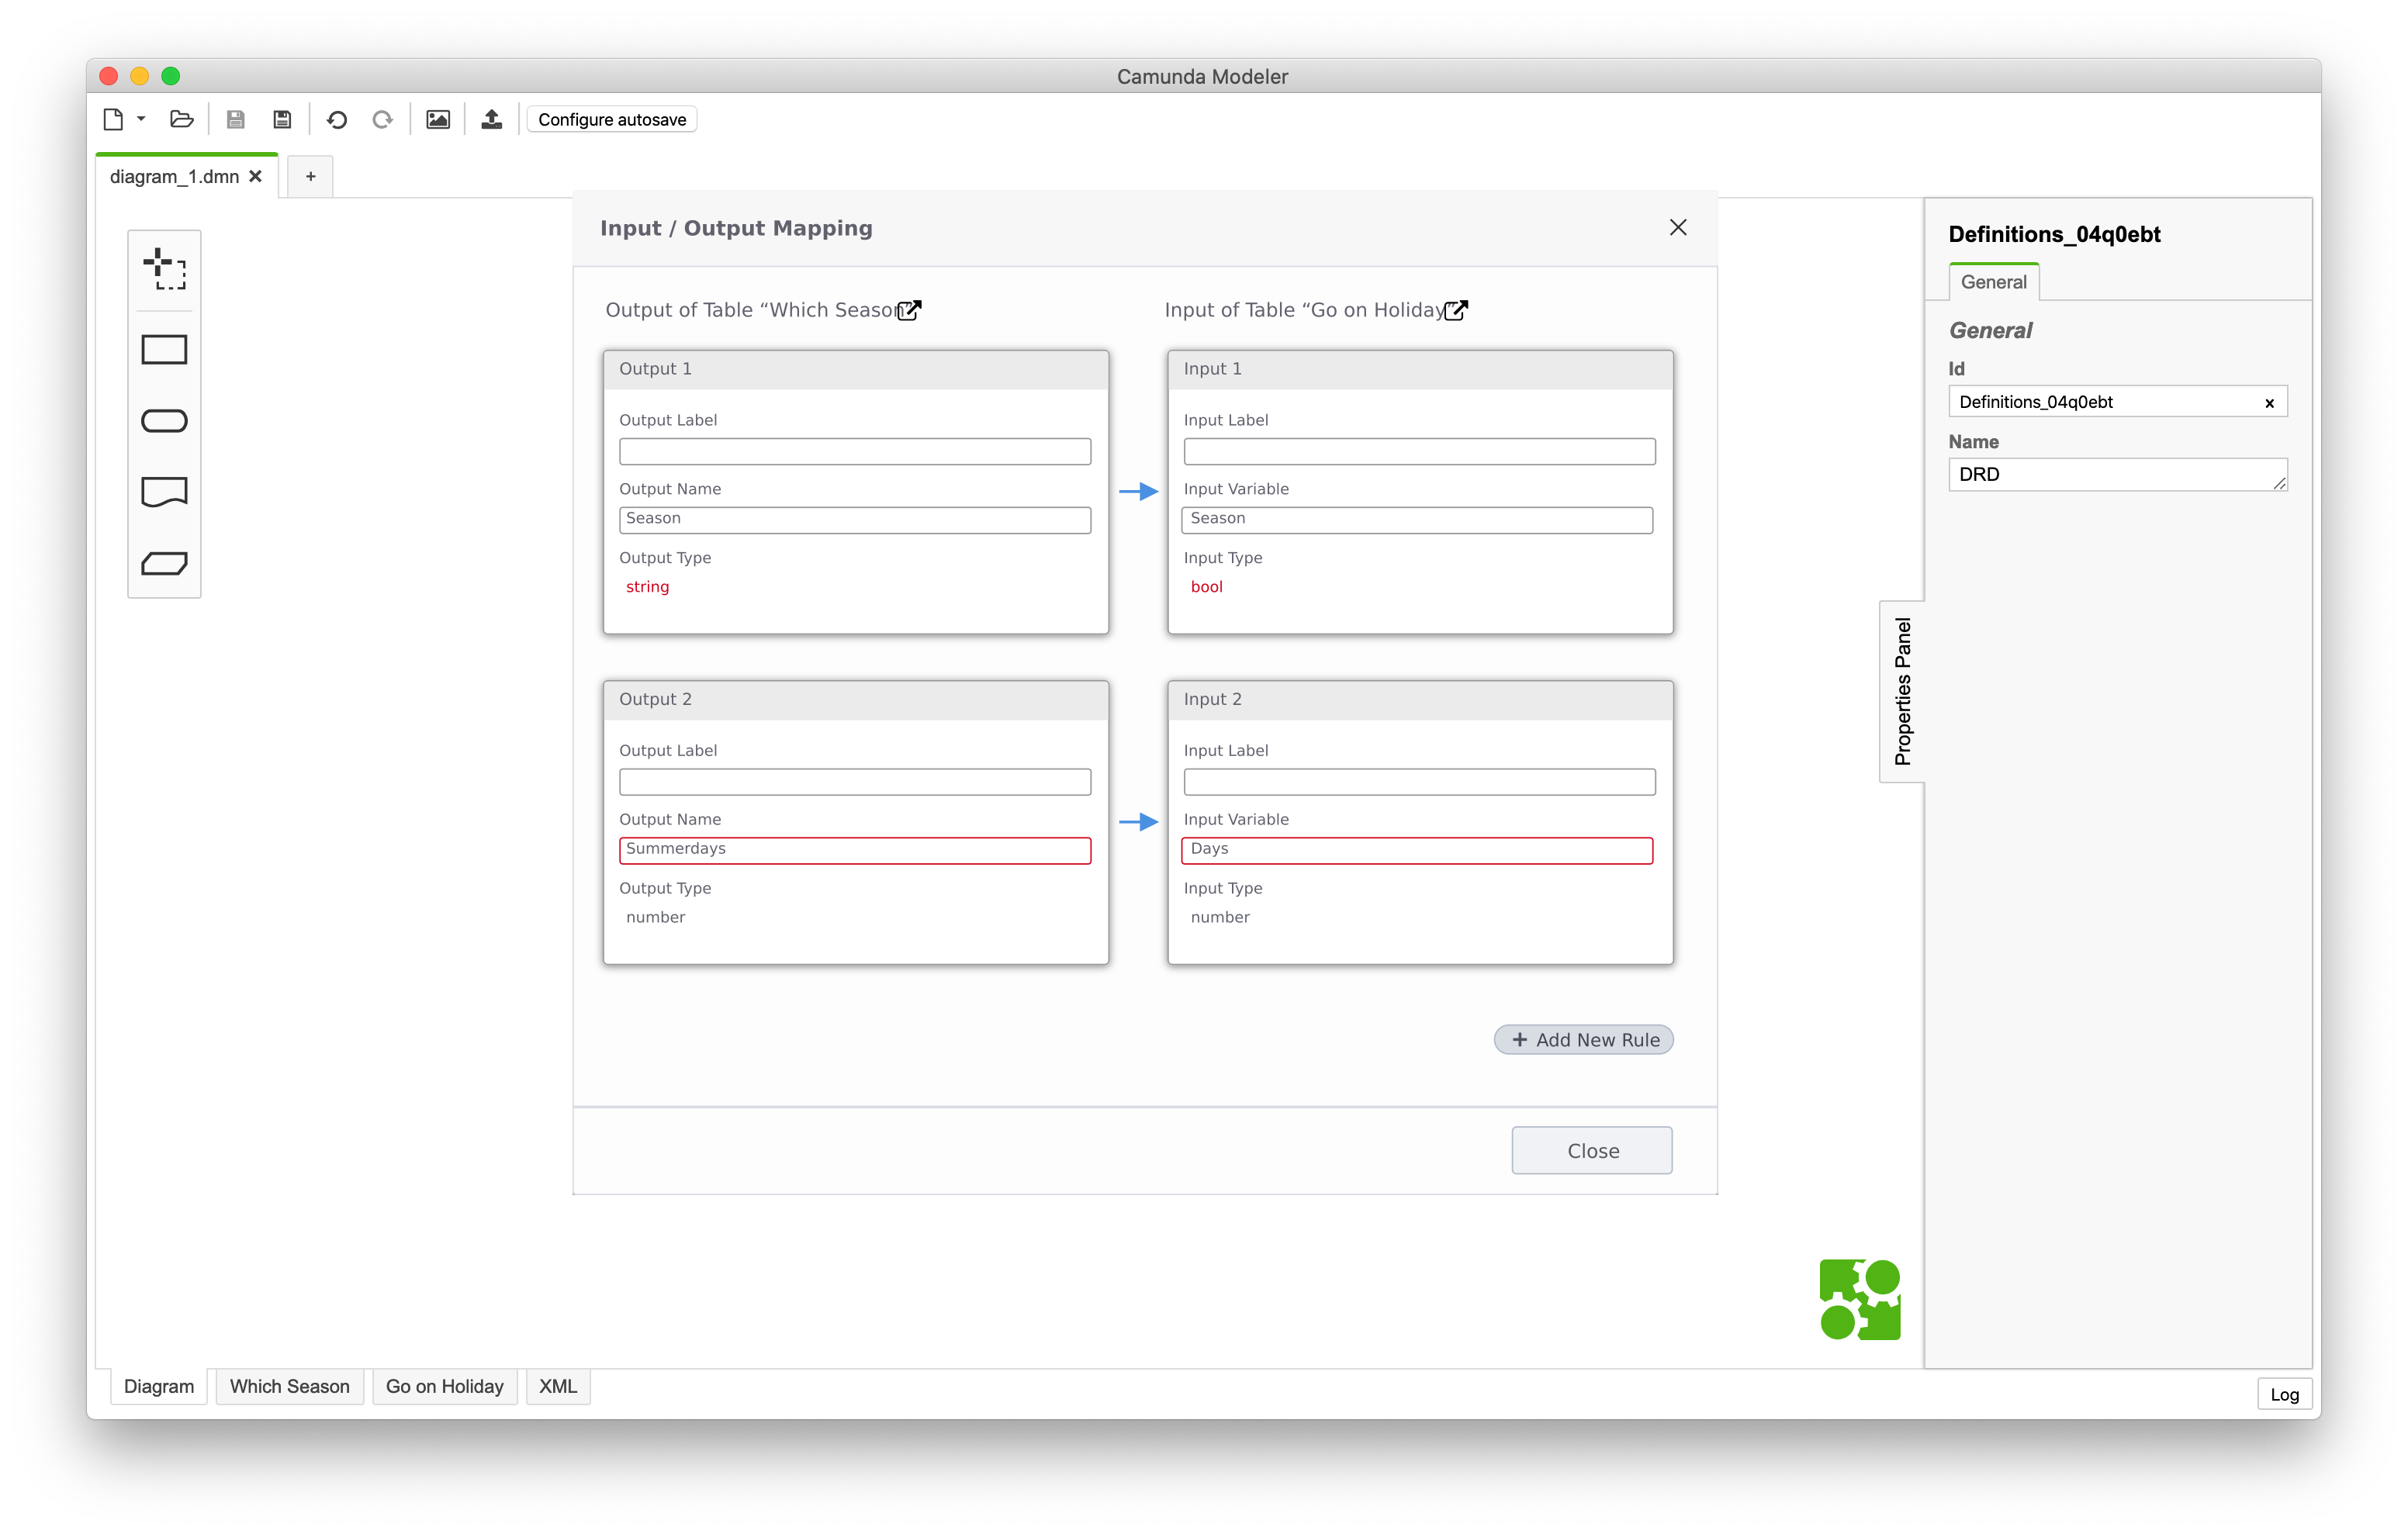 Camunda Modeler
Configure autosave
diagram_1.dmn
+
Input / Output Mapping
Output of Table “Which Season”
Input of Table “Go on Holiday”
Output 1
Output Label
Output Name
Season
Output Type
string
Input 1
Input Label
Input Variable
Season
Input Type
bool
Output 2
Output Label
Output Name
Summerdays
Output Type
number
Input 2
Input Label
Input Variable
Days
Input Type
number
+ Add New Rule
Close
Properties Panel
Definitions_04q0ebt
General
General
Id
Definitions_04q0ebt
Name
DRD
Diagram
Which Season
Go on Holiday
XML
Log